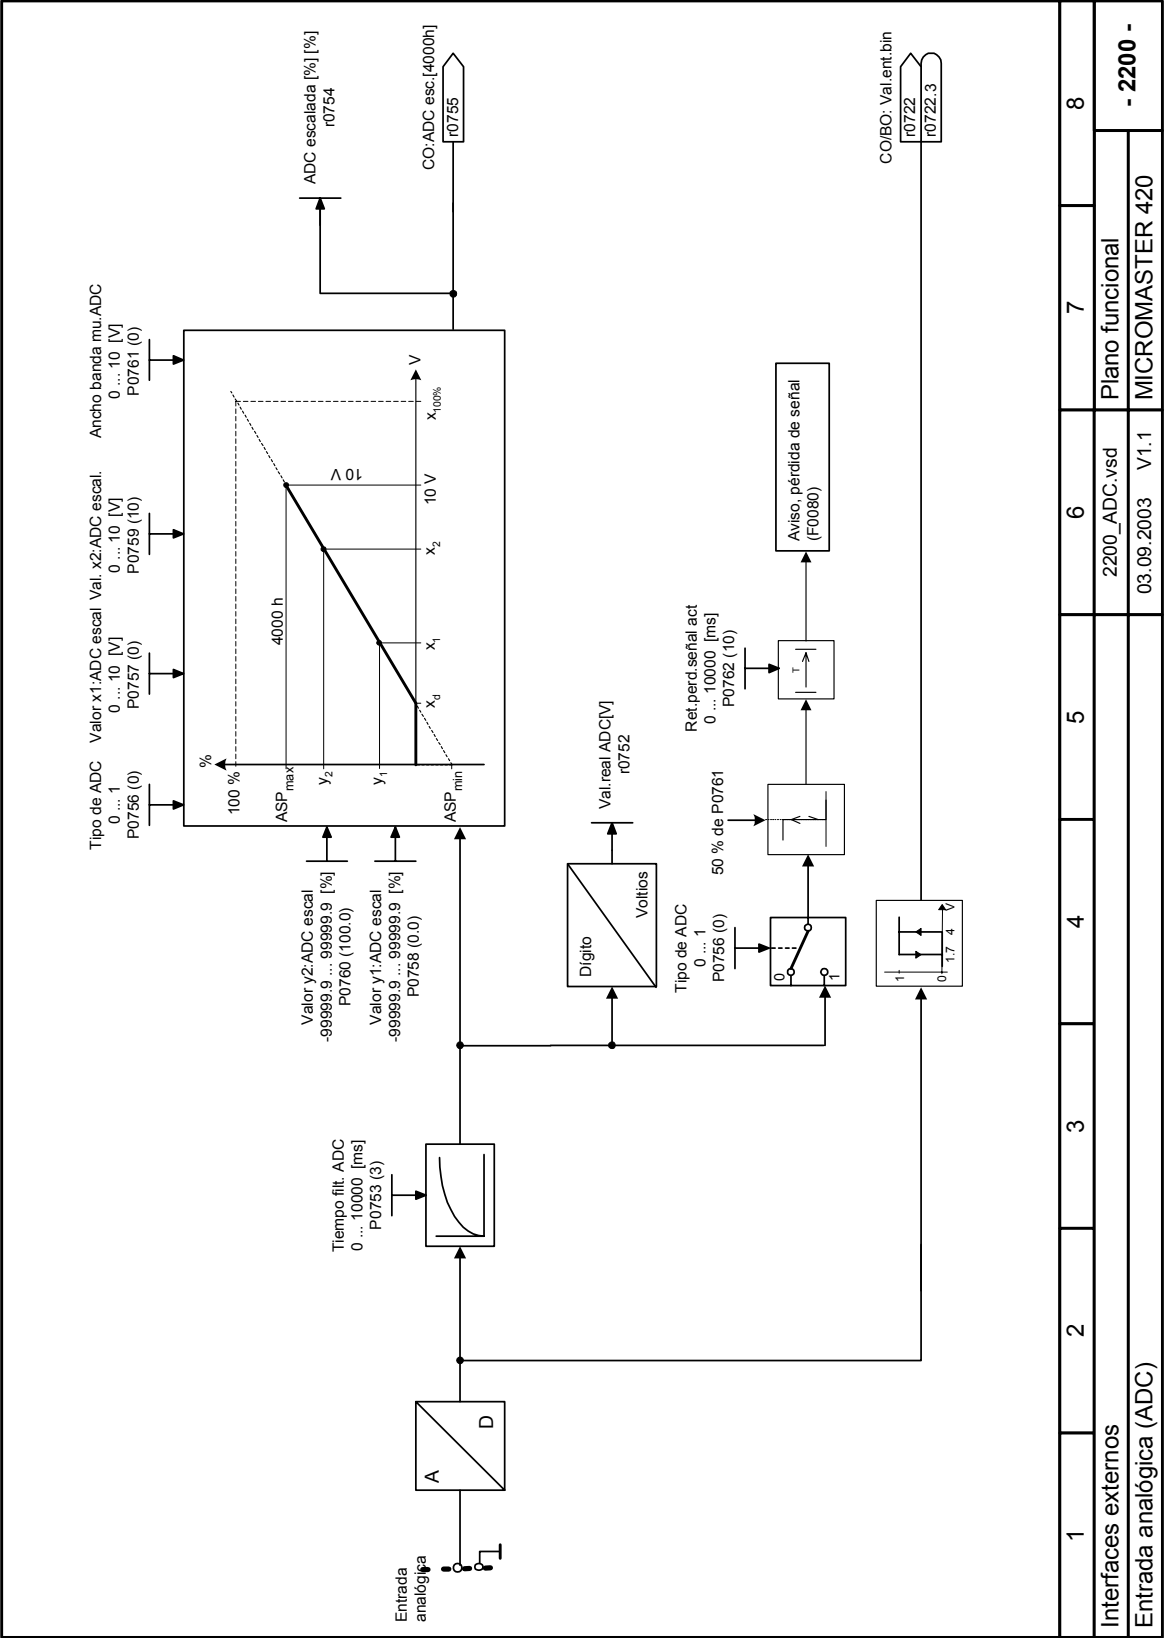 Entrada
analógica
A
D
Tiempo filt. ADC
0 ... 10000 [ms]
P0753 (3)
Tipo de ADC
0 ... 1
P0756 (0)
Valor x1:ADC escal
0 ... 10 [V]
P0757 (0)
Val. x2:ADC escal.
0 ... 10 [V]
P0759 (10)
Ancho banda mu.ADC
0 ... 10 [V]
P0761 (0)
Valor y2:ADC escal
-99999.9 ... 99999.9 [%]
P0760 (100.0)
Valor y1:ADC escal
-99999.9 ... 99999.9 [%]
P0758 (0.0)
%
100 %
ASPmax
y2
y1
ASPmin
4000 h
10 V
xd
x1
x2
10 V
x100%
V
ADC escalada [%] [%]
r0754
CO:ADC esc.[4000h]
r0755
Dígito
Voltios
Val.real ADC[V]
r0752
Tipo de ADC
0 ... 1
P0756 (0)
0
1
50 % de P0761
Ret.perd.señal act
0 ... 10000 [ms]
P0762 (10)
T
Aviso, pérdida de señal
(F0080)
1
0
1.7 4
V
CO/BO: Val.ent.bin
r0722
r0722.3
1 2 3 4 5 6 7 8
Interfaces externos
2200_ADC.vsd
Plano funcional
- 2200 -
Entrada analógica (ADC)
03.09.2003 V1.1
MICROMASTER 420